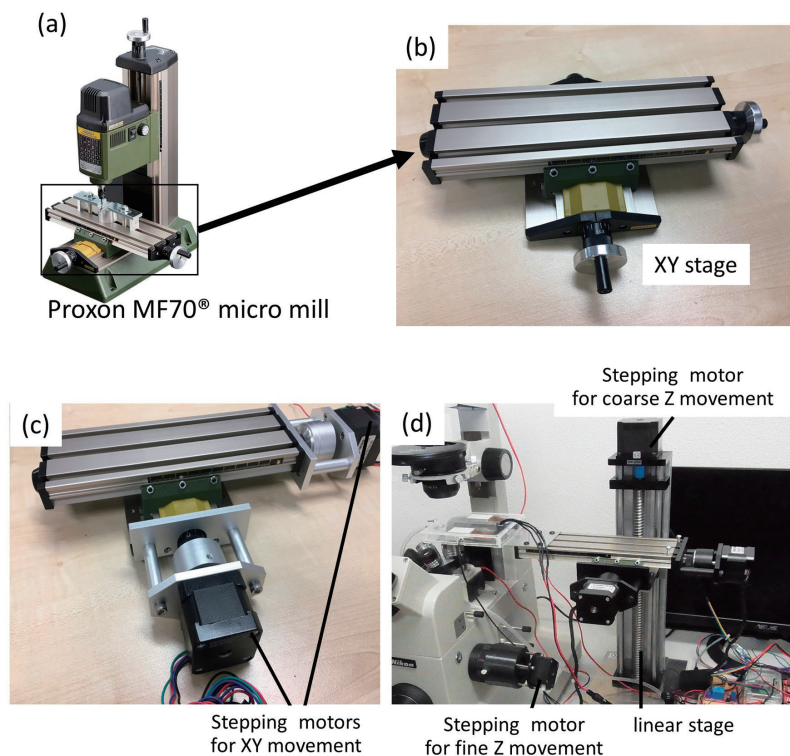 (a)
Proxon MF70® micro mill
(b)
XY stage
(c)
Stepping motors
for XY movement
Stepping motor
for coarse Z movement
(d)
Nikon
Stepping motor
for fine Z movement
linear stage